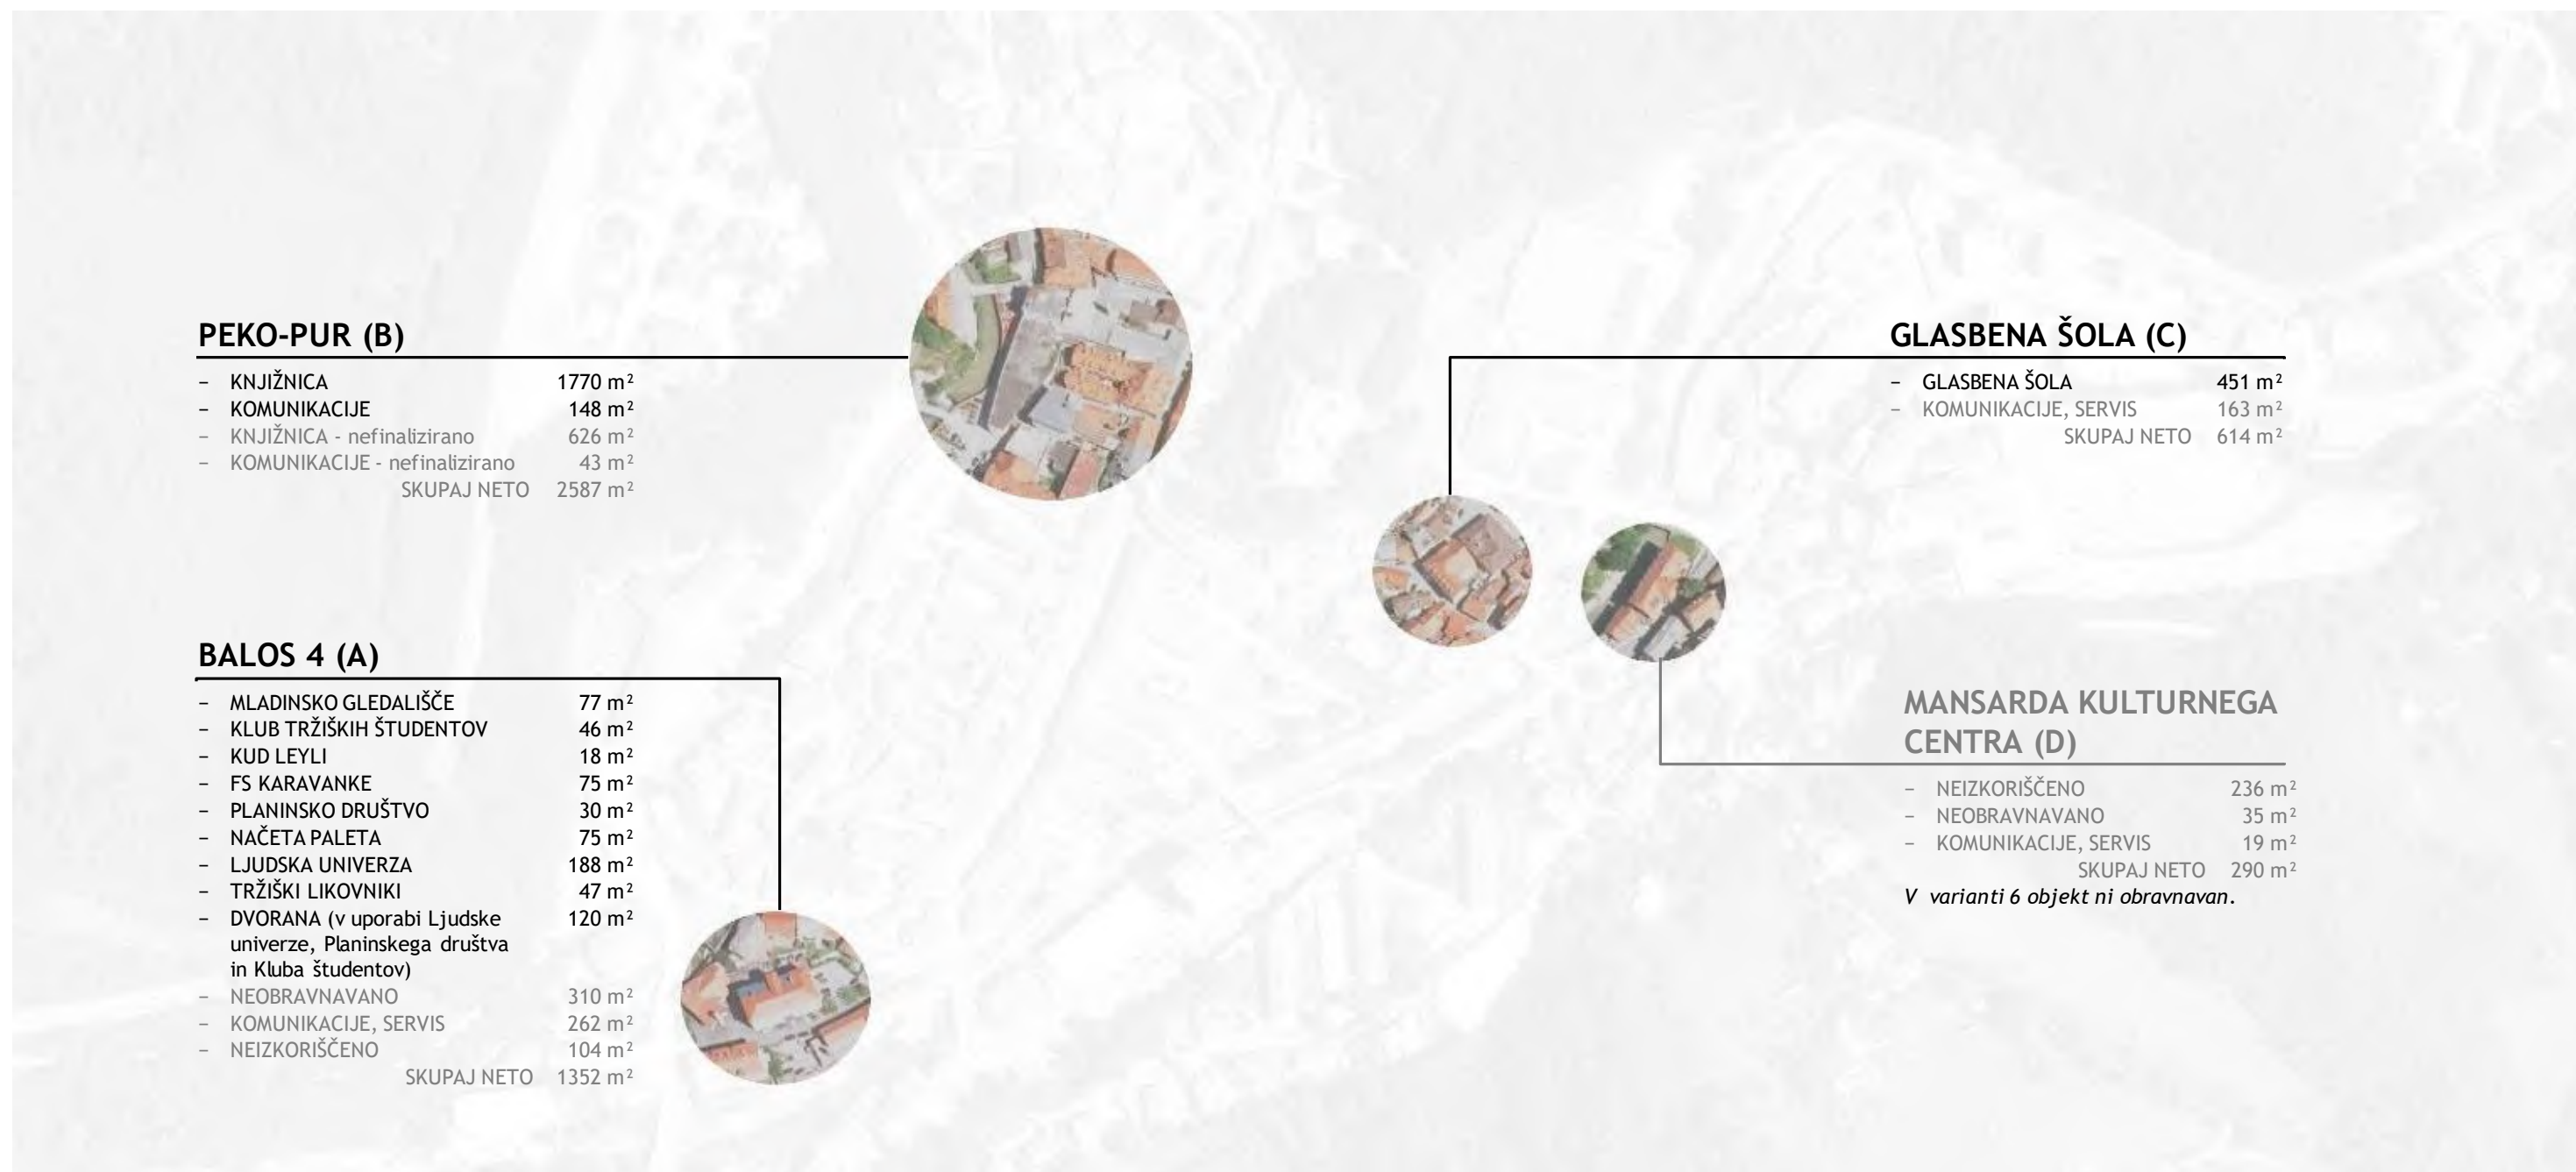 PEKO-PUR (B)
– KNJIŽNICA 1770 m²
– KOMUNIKACIJE 148 m²
– KNJIŽNICA - nefinalizirano 626 m²
– KOMUNIKACIJE - nefinalizirano 43 m²
SKUPAJ NETO 2587 m²
BALOS 4 (A)
– MLADINSKO GLEDALIŠČE 77 m²
– KLUB TRŽIŠKIH ŠTUDENTOV 46 m²
– KUD LEYLI 18 m²
– FS KARAVANKE 75 m²
– PLANINSKO DRUŠTVO 30 m²
– NAČETA PALETA 75 m²
– LJUDSKA UNIVERZA 188 m²
– TRŽIŠKI LIKOVNIKI 47 m²
– DVORANA (v uporabi Ljudske 120 m²
univerze, Planinskega društva
in Kluba študentov)
– NEOBRAVNAVANO 310 m²
– KOMUNIKACIJE, SERVIS 262 m²
– NEIZKORIŠČENO 104 m²
SKUPAJ NETO 1352 m²
GLASBENA ŠOLA (C)
– GLASBENA ŠOLA 451 m²
– KOMUNIKACIJE, SERVIS 163 m²
SKUPAJ NETO 614 m²
MANSARDA KULTURNEGA
CENTRA (D)
– NEIZKORIŠČENO 236 m²
– NEOBRAVNAVANO 35 m²
– KOMUNIKACIJE, SERVIS 19 m²
SKUPAJ NETO 290 m²
V varianti 6 objekt ni obravnavan.